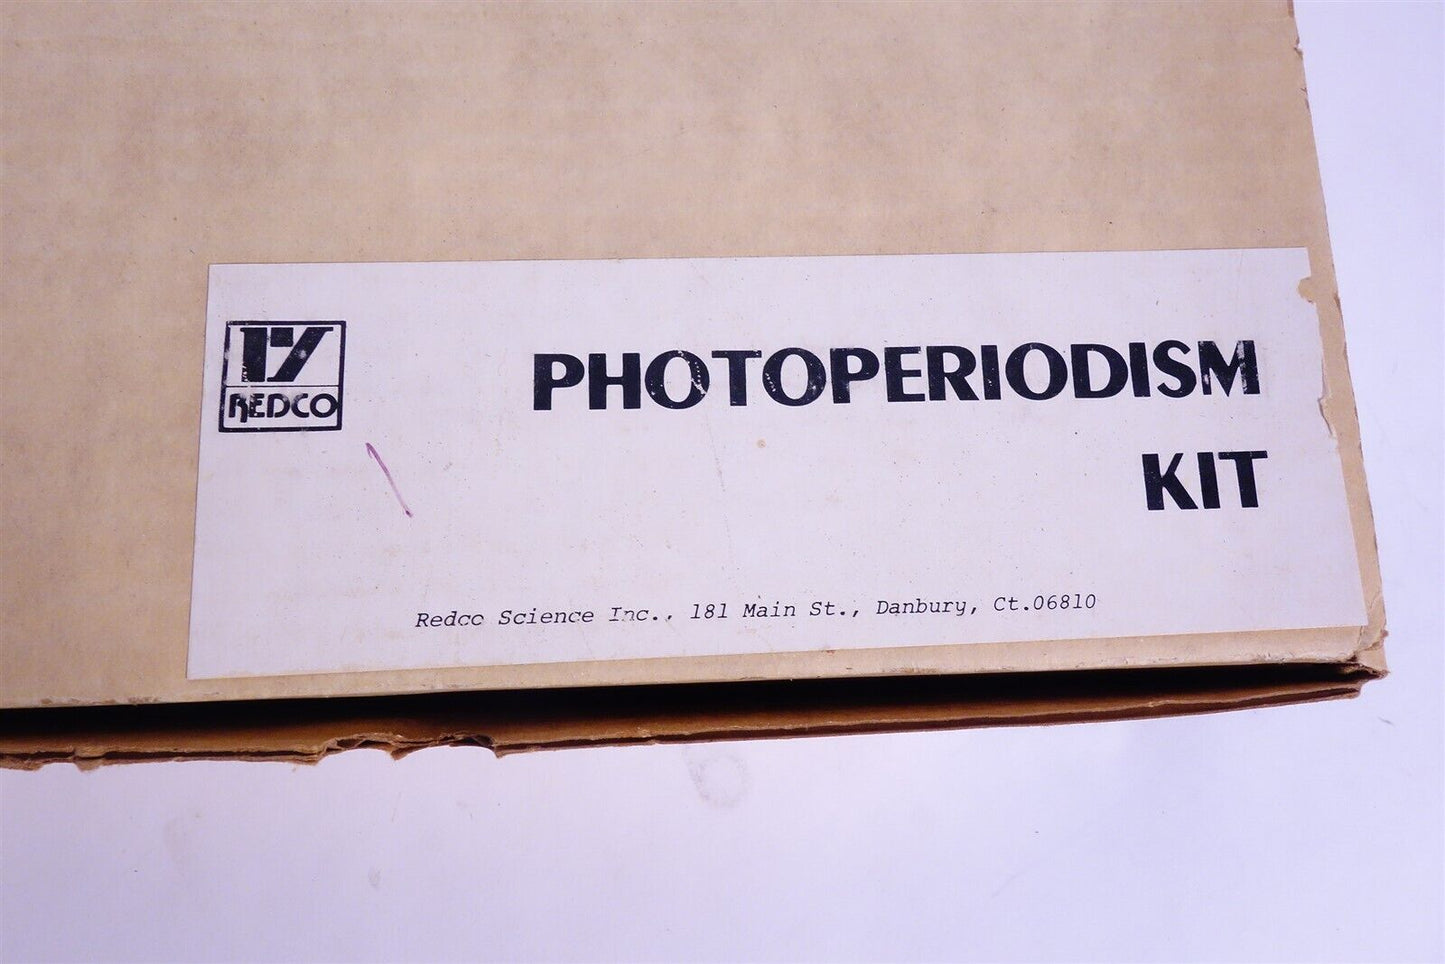 REDCO
PHOTOPERIODISM
KIT
Redco Science Inc., 181 Main St., Danbury, Ct.06810